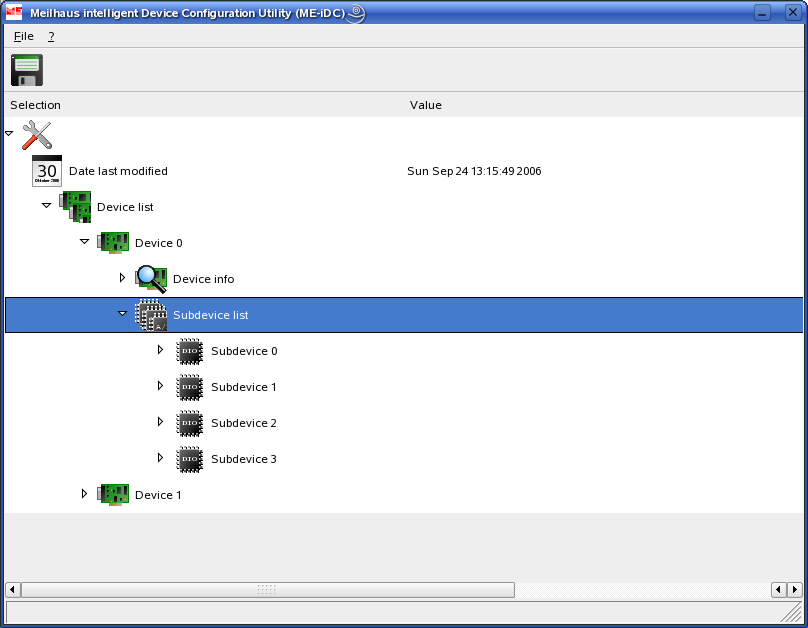 Meilhaus intelligent Device Configuration Utility (ME-iDC)
File ?
Selection Value
30
Date last modified Sun Sep 24 13:15:49 2006
Device list
Device 0
Device info
Subdevice list
DIO Subdevice 0
DIO Subdevice 1
DIO Subdevice 2
DIO Subdevice 3
Device 1